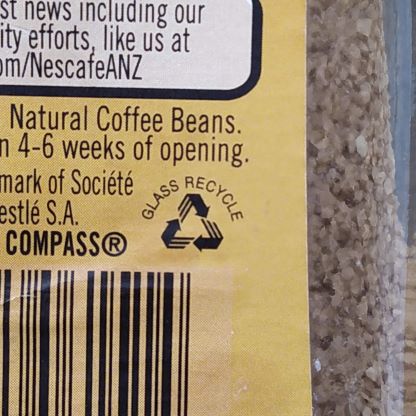 st news including our
ity efforts, like us at
om/NescafeANZ
Natural Coffee Beans.
n 4-6 weeks of opening.
mark of Société
estlé S.A.
COMPASS®
GLASS RECYCLE